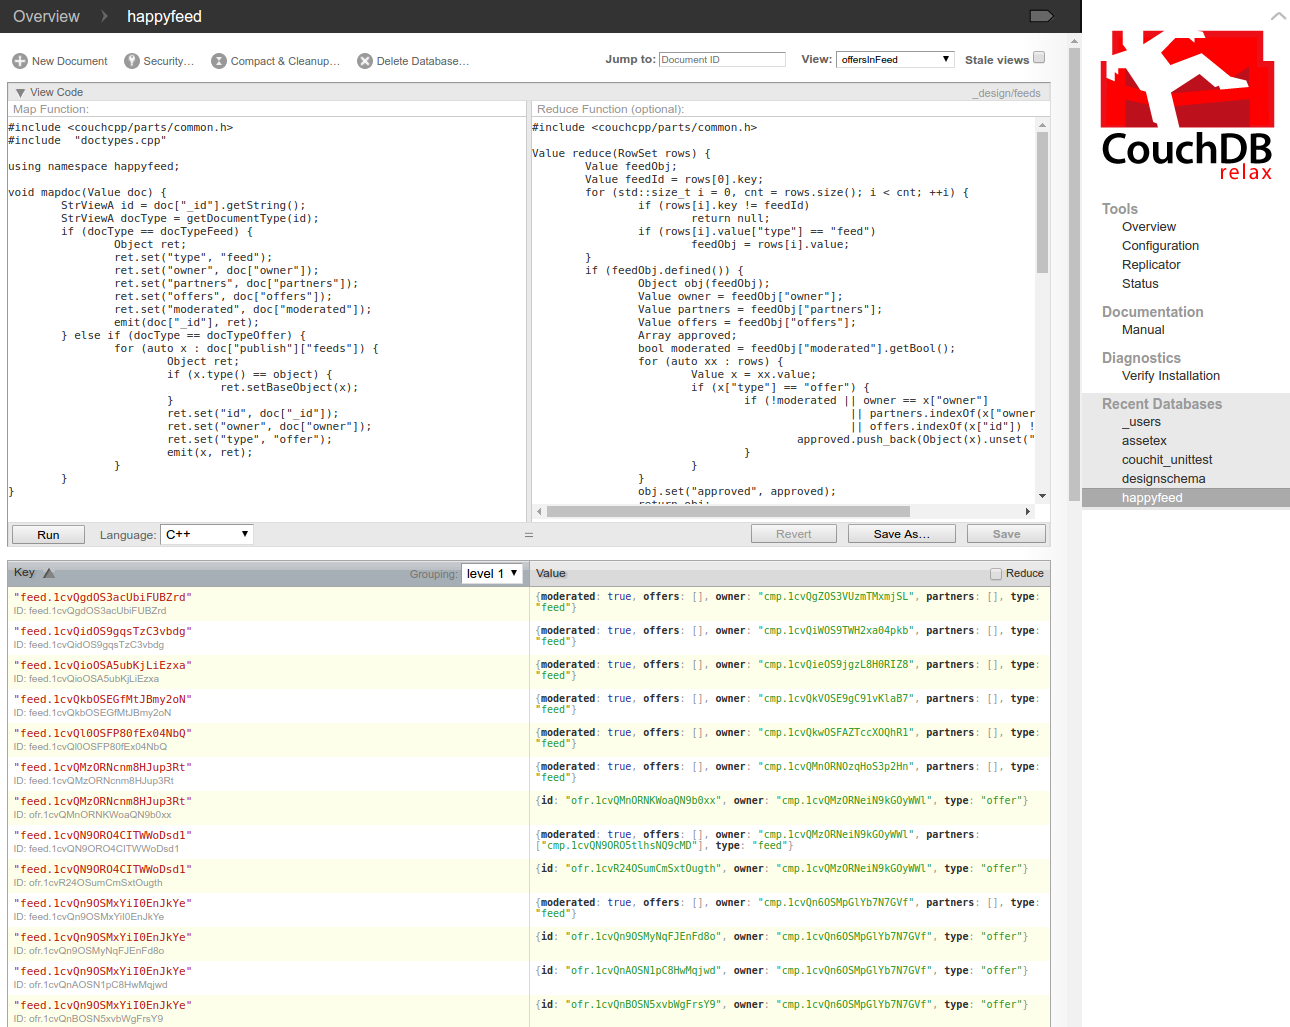 Overview happyfeed
New Document Security... Compact & Cleanup... Delete Database... Jump to: Document ID View: offersInFeed Stale views
View Code _design/feeds
Map Function:
#include <couchcpp/parts/common.h>
#include  "doctypes.cpp"
using namespace happyfeed;
void mapdoc(Value doc) {
        StrViewA id = doc["_id"].getString();
        StrViewA docType = getDocumentType(id);
        if (docType == docTypeFeed) {
                Object ret;
                ret.set("type", "feed");
                ret.set("owner", doc["owner"]);
                ret.set("partners", doc["partners"]);
                ret.set("offers", doc["offers"]);
                ret.set("moderated", doc["moderated"]);
                emit(doc["_id"], ret);
        } else if (docType == docTypeOffer) {
                for (auto x : doc["publish"]["feeds"]) {
                        Object ret;
                        if (x.type() == object) {
                                ret.setBaseObject(x);
                        }
                        ret.set("id", doc["_id"]);
                        ret.set("owner", doc["owner"]);
                        ret.set("type", "offer");
                        emit(x, ret);
                }
        }
}
Reduce Function (optional):
#include <couchcpp/parts/common.h>
Value reduce(RowSet rows) {
        Value feedObj;
        Value feedId = rows[0].key;
        for (std::size_t i = 0, cnt = rows.size(); i < cnt; ++i) {
                if (rows[i].key != feedId)
                        return null;
                if (rows[i].value["type"] == "feed")
                        feedObj = rows[i].value;
        }
        if (feedObj.defined()) {
                Object obj(feedObj);
                Value owner = feedObj["owner"];
                Value partners = feedObj["partners"];
                Value offers = feedObj["offers"];
                Array approved;
                bool moderated = feedObj["moderated"].getBool();
                for (auto xx : rows) {
                        Value x = xx.value;
                        if (x["type"] == "offer") {
                                if (!moderated || owner == x["owner"]
                                                || partners.indexOf(x["owner
                                                || offers.indexOf(x["id"]) !
                                        approved.push_back(Object(x).unset("
                                }
                        }
                }
                obj.set("approved", approved);
                return obj;
Run Language: C++ = Revert Save As... Save
Key Grouping: level 1 Value Reduce
"feed.1cvQgdOS3acUbiFUBZrd"
ID: feed.1cvQgdOS3acUbiFUBZrd
{moderated: true, offers: [], owner: "cmp.1cvQgZOS3VUzmTMxmjSL", partners: [], type:
"feed"}
"feed.1cvQidOS9gqsTzC3vbdg"
ID: feed.1cvQidOS9gqsTzC3vbdg
{moderated: true, offers: [], owner: "cmp.1cvQiWOS9TWH2xa04pkb", partners: [], type:
"feed"}
"feed.1cvQioOSA5ubKjLiEzxa"
ID: feed.1cvQioOSA5ubKjLiEzxa
{moderated: true, offers: [], owner: "cmp.1cvQieOS9jgzL8H0RIZ8", partners: [], type:
"feed"}
"feed.1cvQkbOSEGfMtJBmy2oN"
ID: feed.1cvQkbOSEGfMtJBmy2oN
{moderated: true, offers: [], owner: "cmp.1cvQkVOSE9gC91vKlaB7", partners: [], type:
"feed"}
"feed.1cvQl0OSFP80fEx04NbQ"
ID: feed.1cvQl0OSFP80fEx04NbQ
{moderated: true, offers: [], owner: "cmp.1cvQkwOSFAZTccXOQhR1", partners: [], type:
"feed"}
"feed.1cvQMzORNcnm8HJup3Rt"
ID: feed.1cvQMzORNcnm8HJup3Rt
{moderated: true, offers: [], owner: "cmp.1cvQMnORNOzqHoS3p2Hn", partners: [], type:
"feed"}
"feed.1cvQMzORNcnm8HJup3Rt"
ID: ofr.1cvQMnORNKWoaQN9b0xx
{id: "ofr.1cvQMnORNKWoaQN9b0xx", owner: "cmp.1cvQMzORNeiN9kGOyWWl", type: "offer"}
"feed.1cvQN9ORO4CITWWoDsd1"
ID: feed.1cvQN9ORO4CITWWoDsd1
{moderated: true, offers: [], owner: "cmp.1cvQMzORNeiN9kGOyWWl", partners:
["cmp.1cvQN9ORO5tlhsNQ9cMD"], type: "feed"}
"feed.1cvQN9ORO4CITWWoDsd1"
ID: ofr.1cvR24OSumCmSxtOugth
{id: "ofr.1cvR24OSumCmSxtOugth", owner: "cmp.1cvQMzORNeiN9kGOyWWl", type: "offer"}
"feed.1cvQn9OSMxYiI0EnJkYe"
ID: feed.1cvQn9OSMxYiI0EnJkYe
{moderated: true, offers: [], owner: "cmp.1cvQn6OSMpGlYb7N7GVf", partners: [], type:
"feed"}
"feed.1cvQn9OSMxYiI0EnJkYe"
ID: ofr.1cvQn9OSMyNqFJEnFd8o
{id: "ofr.1cvQn9OSMyNqFJEnFd8o", owner: "cmp.1cvQn6OSMpGlYb7N7GVf", type: "offer"}
"feed.1cvQn9OSMxYiI0EnJkYe"
ID: ofr.1cvQnAOSN1pC8HwMqjwd
{id: "ofr.1cvQnAOSN1pC8HwMqjwd", owner: "cmp.1cvQn6OSMpGlYb7N7GVf", type: "offer"}
"feed.1cvQn9OSMxYiI0EnJkYe"
ID: ofr.1cvQnBOSN5xvbWgFrsY9
{id: "ofr.1cvQnBOSN5xvbWgFrsY9", owner: "cmp.1cvQn6OSMpGlYb7N7GVf", type: "offer"}
CouchDB
relax
Tools
Overview
Configuration
Replicator
Status
Documentation
Manual
Diagnostics
Verify Installation
Recent Databases
_users
assetex
couchit_unittest
designschema
happyfeed